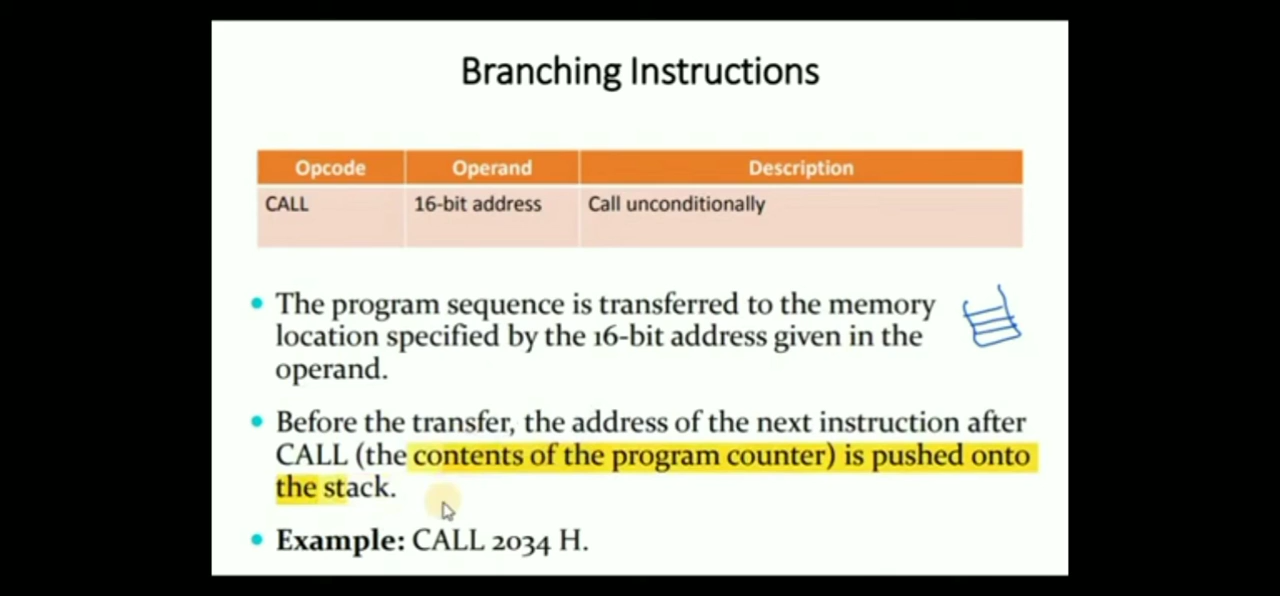 Branching Instructions
Opcode Operand Description
CALL 16-bit address Call unconditionally
• The program sequence is transferred to the memory
location specified by the 16-bit address given in the
operand.
• Before the transfer, the address of the next instruction after
CALL (the contents of the program counter) is pushed onto
the stack.
• Example: CALL 2034 H.